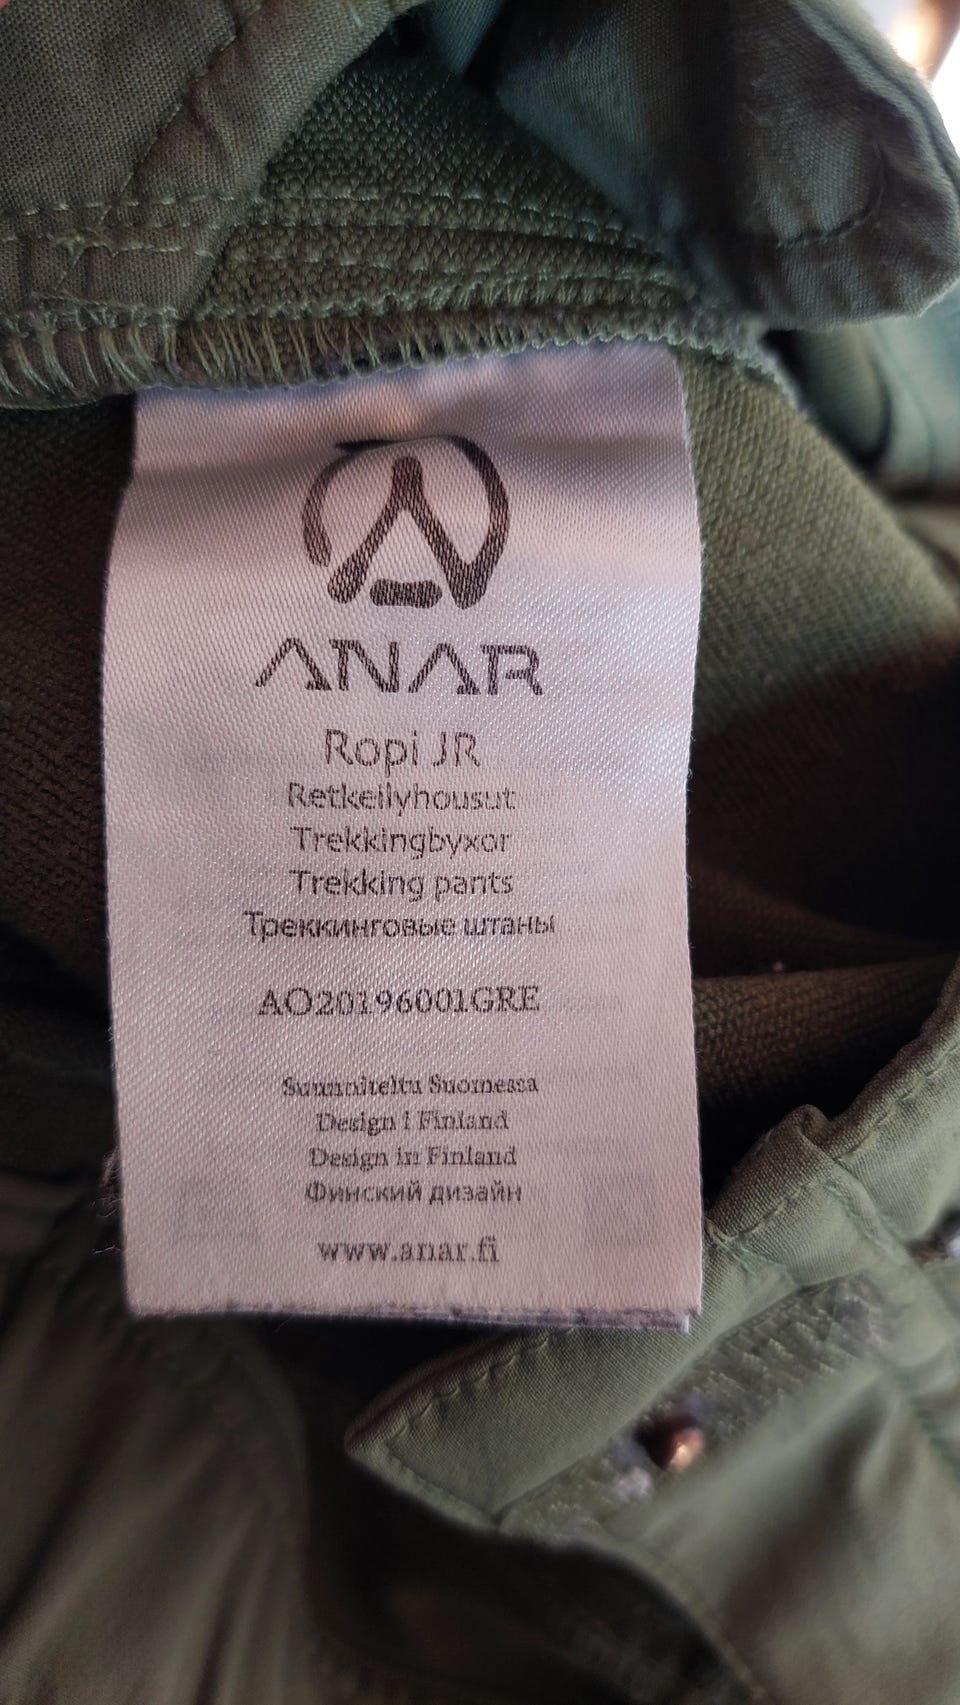 ANAR
Ropi JR
Retkeilyhousut
Trekkingbyxor
Trekking pants
Треккинговые штаны
AO20196001GRE
Suunniteltu Suomessa
Design i Finland
Design in Finland
Финский дизайн
www.anar.fi